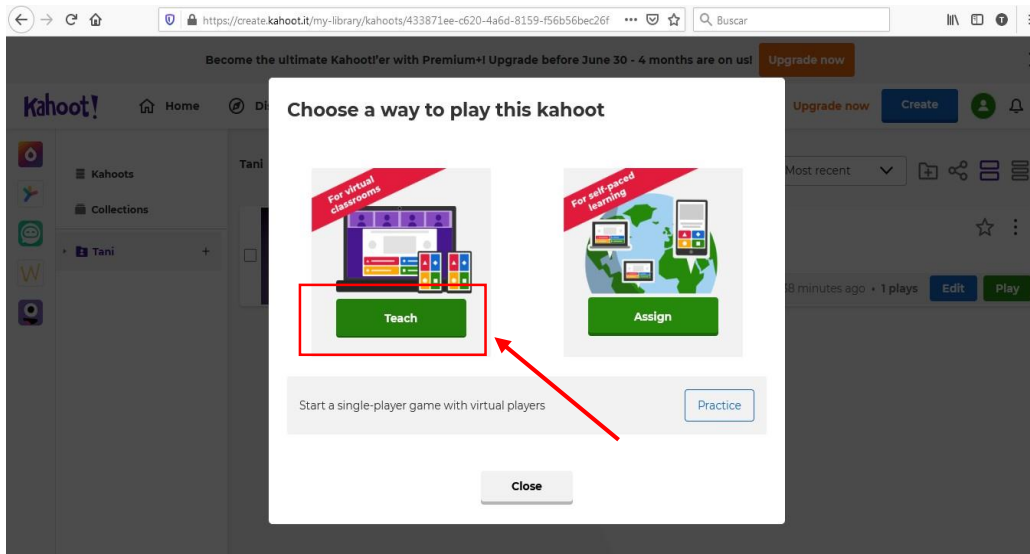 https://create.kahoot.it/my-library/kahoots/433871ee-c620-4a6d-8159-f56b56bec26f
Buscar
Become the ultimate Kahoot!'er with Premium+! Upgrade before June 30 - 4 months are on us!
Upgrade now
Kahoot!
Home
Di
Upgrade now
Create
Choose a way to play this kahoot
Kahoots
Collections
Tani
+
Tani
Most recent
For virtual
classrooms
Teach
For self-paced
learning
Assign
8 minutes ago • 1 plays
Edit
Play
Start a single-player game with virtual players
Practice
Close